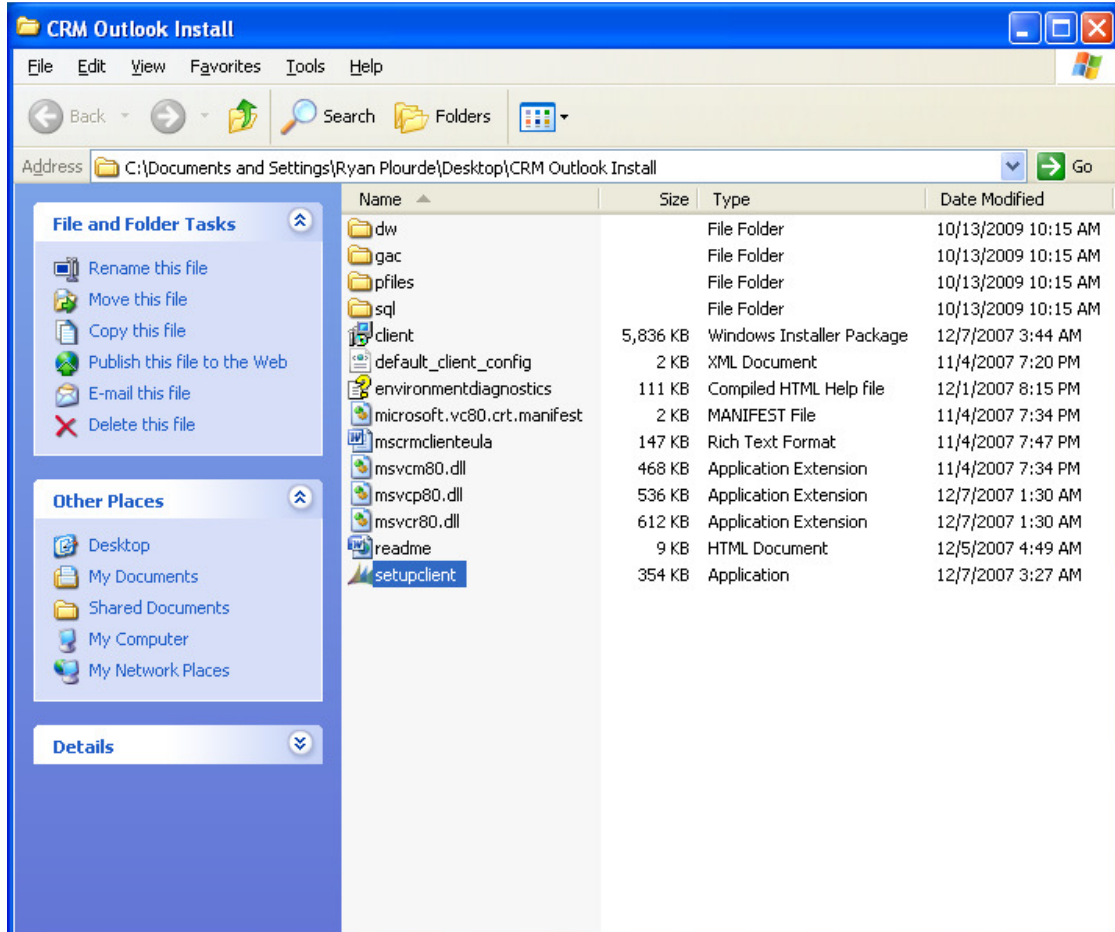 CRM Outlook Install
File Edit View Favorites Tools Help
Back Search Folders
Address C:\Documents and Settings\Ryan Plourde\Desktop\CRM Outlook Install Go
File and Folder Tasks
Rename this file
Move this file
Copy this file
Publish this file to the Web
E-mail this file
Delete this file
Other Places
Desktop
My Documents
Shared Documents
My Computer
My Network Places
Details
Name Size Type Date Modified
dw File Folder 10/13/2009 10:15 AM
gac File Folder 10/13/2009 10:15 AM
pfiles File Folder 10/13/2009 10:15 AM
sql File Folder 10/13/2009 10:15 AM
client 5,836 KB Windows Installer Package 12/7/2007 3:44 AM
default_client_config 2 KB XML Document 11/4/2007 7:20 PM
environmentdiagnostics 111 KB Compiled HTML Help file 12/1/2007 8:15 PM
microsoft.vc80.crt.manifest 2 KB MANIFEST File 11/4/2007 7:34 PM
mscrmclienteula 147 KB Rich Text Format 11/4/2007 7:47 PM
msvcm80.dll 468 KB Application Extension 11/4/2007 7:34 PM
msvcp80.dll 536 KB Application Extension 12/7/2007 1:30 AM
msvcr80.dll 612 KB Application Extension 12/7/2007 1:30 AM
readme 9 KB HTML Document 12/5/2007 4:49 AM
setupclient 354 KB Application 12/7/2007 3:27 AM